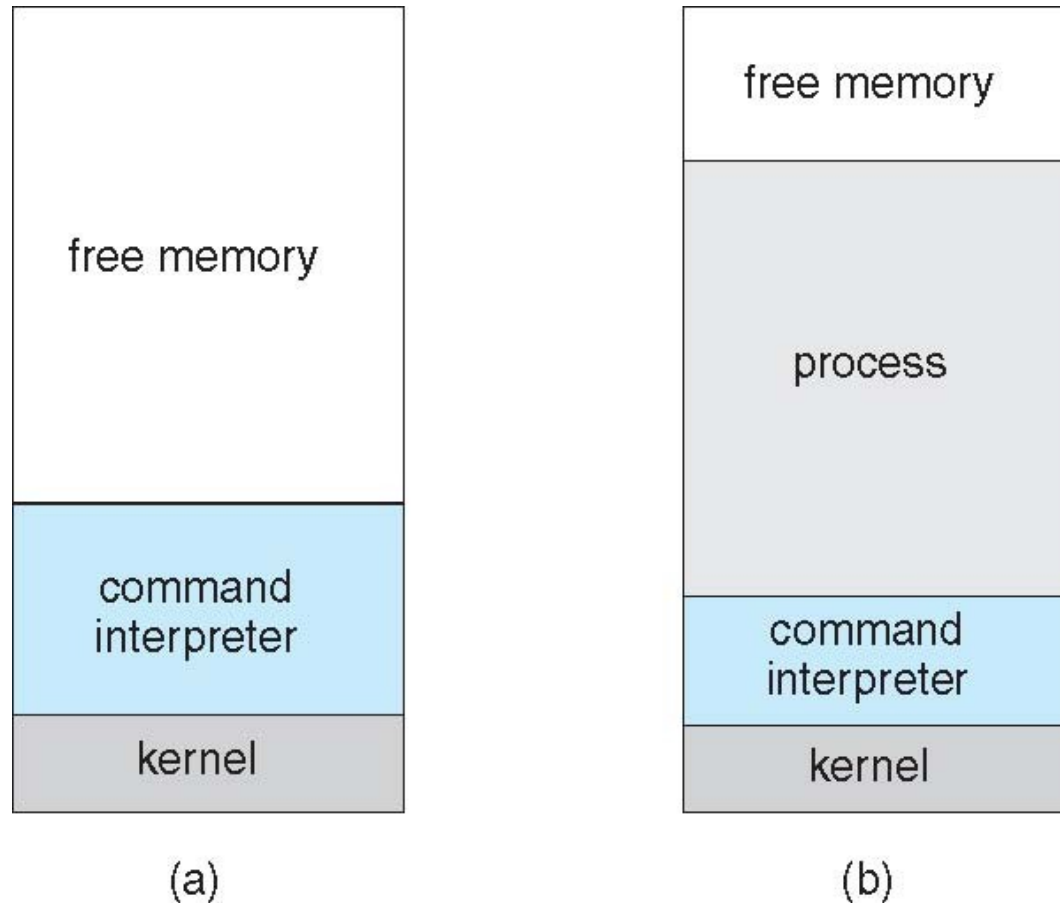 free memory
command
interpreter
kernel
(a)
free memory
process
command
interpreter
kernel
(b)